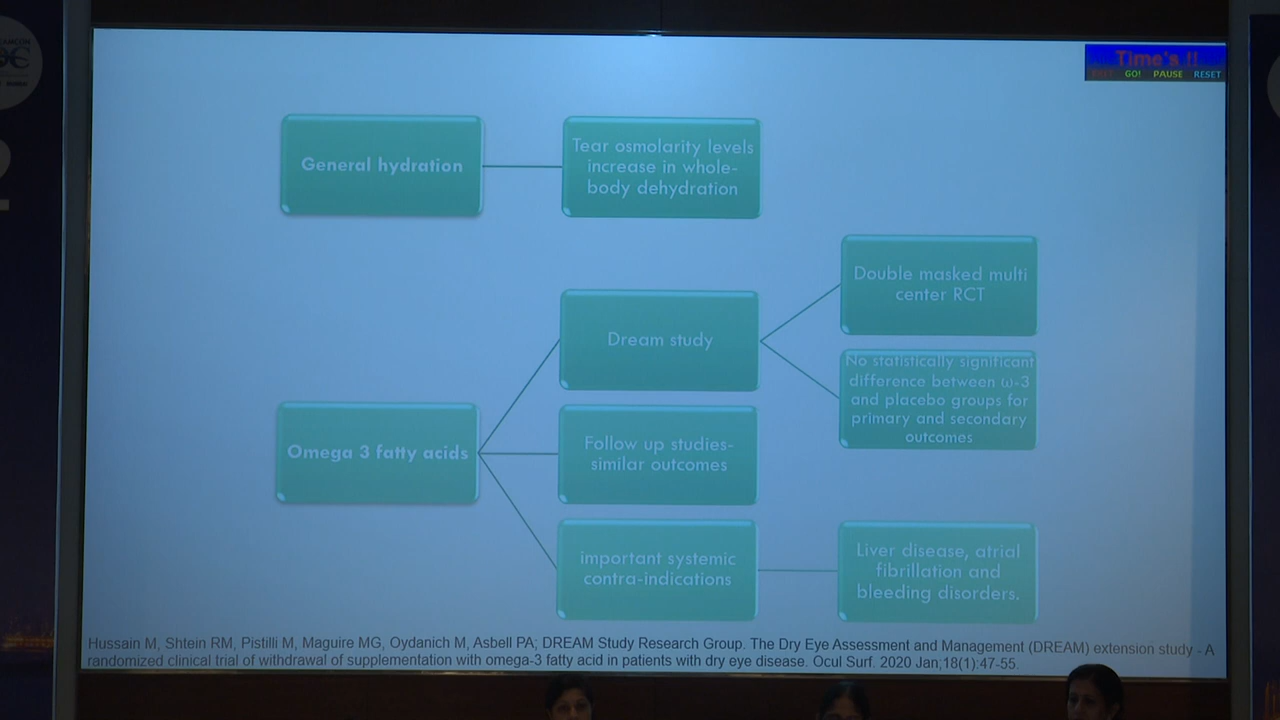 Time's !!
GO! PAUSE RESET
General hydration
Tear osmolarity levels
increase in whole-
body dehydration
Double masked multi
center RCT
Dream study
No statistically significant
difference between ω-3
and placebo groups for
primary and secondary
outcomes
Omega 3 fatty acids
Follow up studies-
similar outcomes
important systemic
contra-indications
Liver disease, atrial
fibrillation and
bleeding disorders.
Hussain M, Shtein RM, Pistilli M, Maguire MG, Oydanich M, Asbell PA; DREAM Study Research Group. The Dry Eye Assessment and Management (DREAM) extension study - A
randomized clinical trial of withdrawal of supplementation with omega-3 fatty acid in patients with dry eye disease. Ocul Surf. 2020 Jan;18(1):47-55.
2